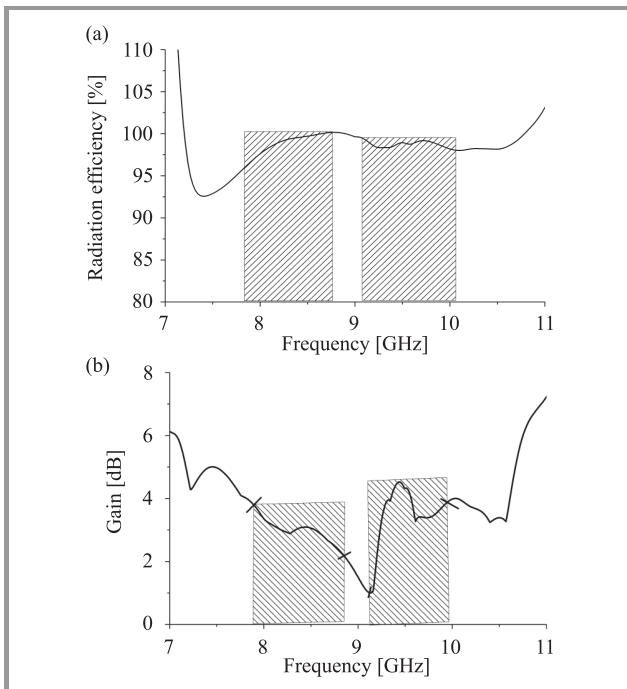 (a)
110
105
100
95
90
85
80
Radiation efficiency [%]
7 8 9 10 11
Frequency [GHz]
(b)
8
6
4
2
0
Gain [dB]
7 8 9 10 11
Frequency [GHz]